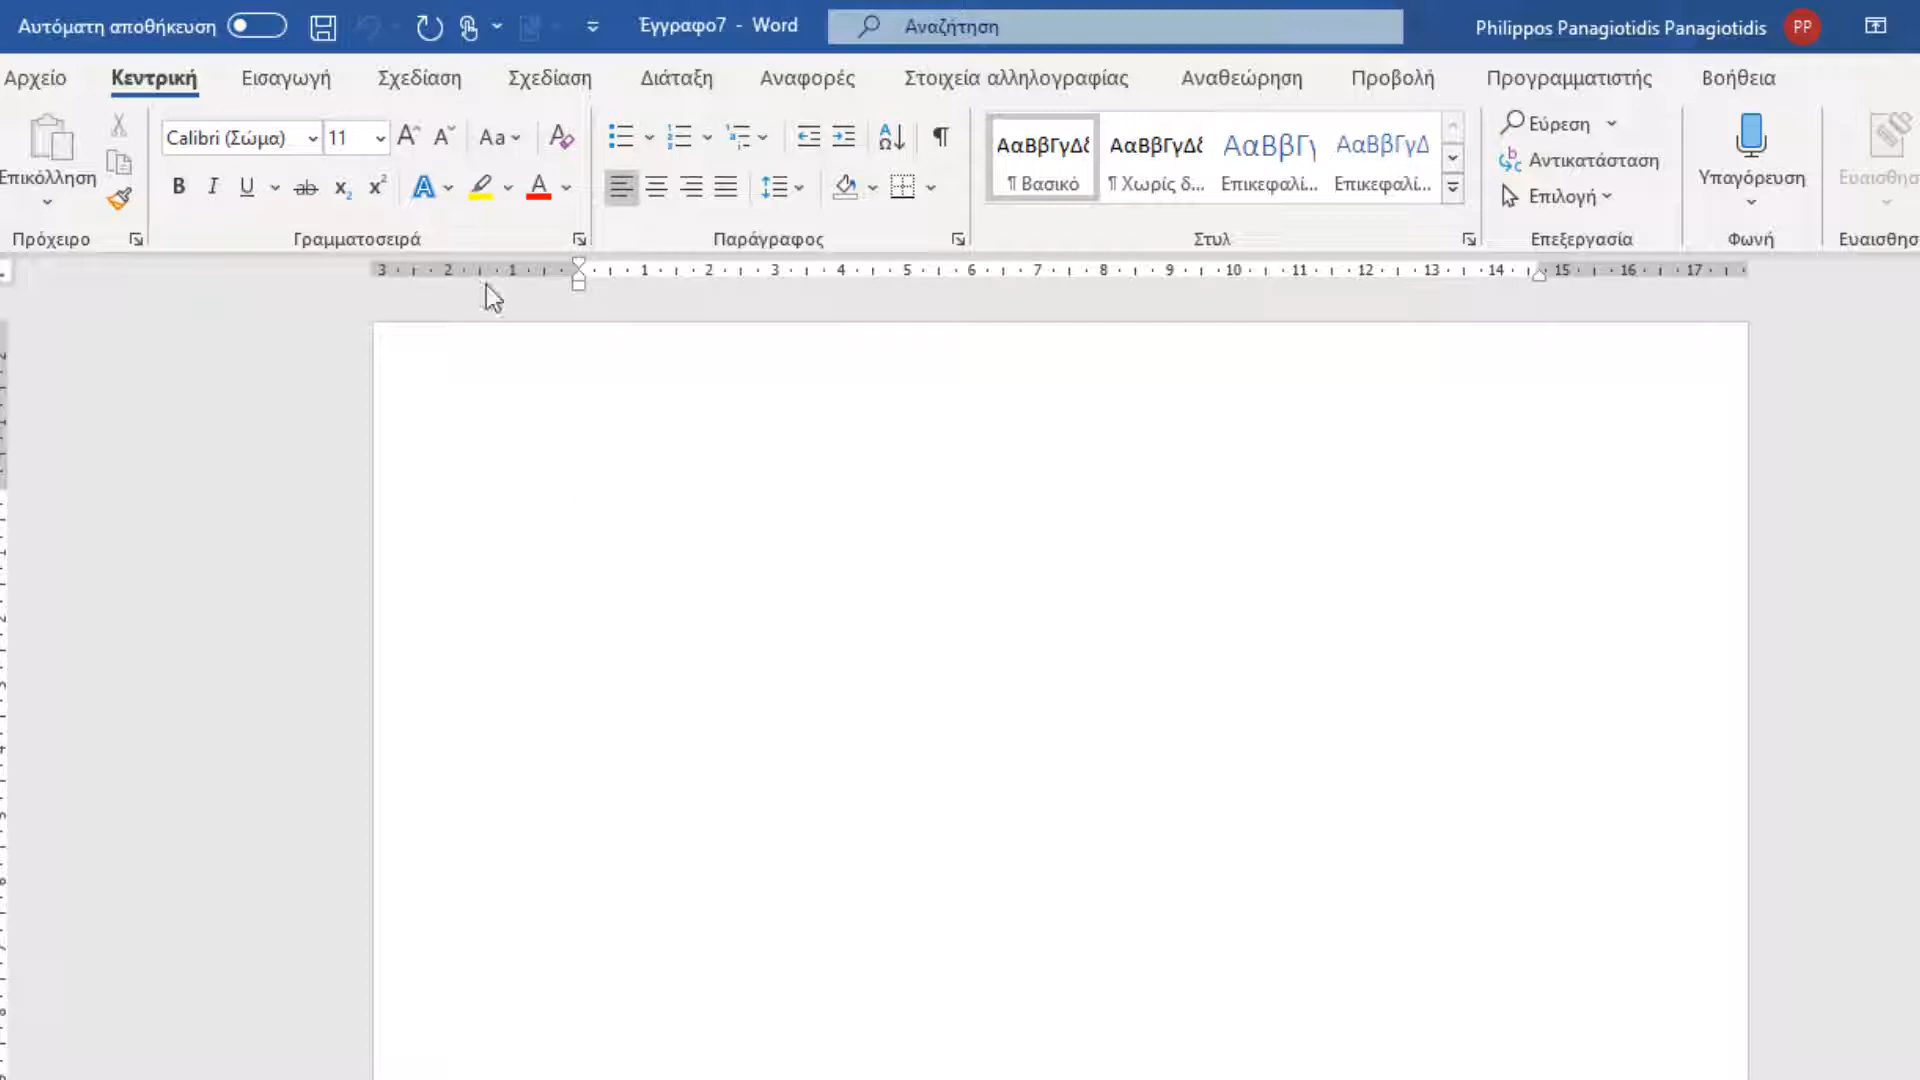 Αυτόματη αποθήκευση
Έγγραφο7 - Word
Αναζήτηση
Philippos Panagiotidis Panagiotidis
PP
Αρχείο Κεντρική Εισαγωγή Σχεδίαση Σχεδίαση Διάταξη Αναφορές Στοιχεία αλληλογραφίας Αναθεώρηση Προβολή Προγραμματιστής Βοήθεια
Επικόλληση
Πρόχειρο
Calibri (Σώμα) 11
Γραμματοσειρά
Παράγραφος
ΑαΒβΓγΔδ ΑαΒβΓγΔδ ΑαΒβΓγ ΑαΒβΓγΔ
¶ Βασικό ¶ Χωρίς δ... Επικεφαλί... Επικεφαλί...
Στυλ
Εύρεση
Αντικατάσταση
Επιλογή
Επεξεργασία
Υπαγόρευση
Φωνή
Ευαισθησ
Ευαισθησ
3 2 1 1 2 3 4 5 6 7 8 9 10 11 12 13 14 15 16 17